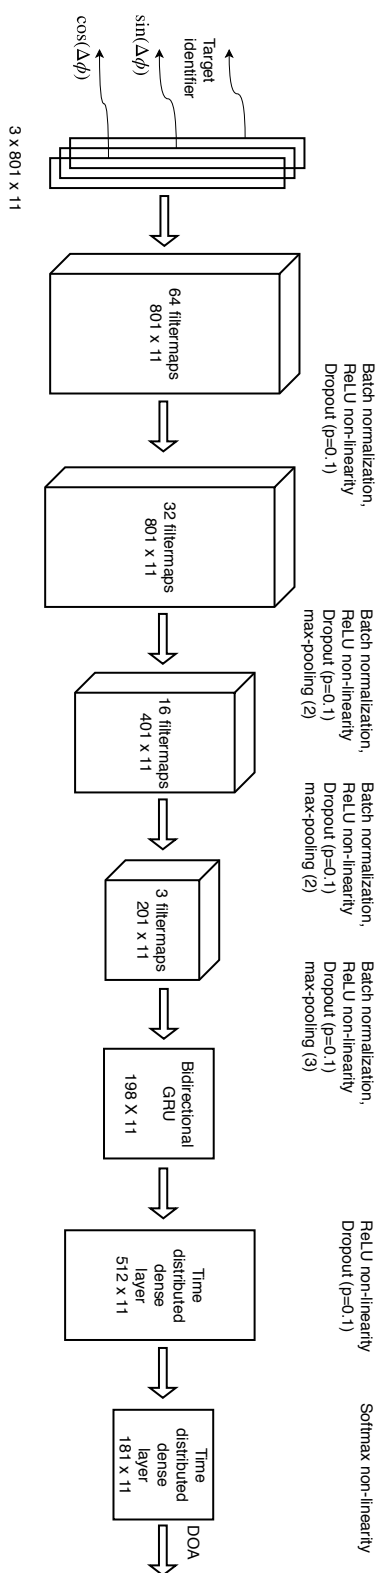 Target
identifier
sin(Δϕ)
cos(Δϕ)
3 x 801 x 11
64 filtermaps
801 x 11
Batch normalization,
ReLU non-linearity
Dropout (p=0.1)
32 filtermaps
801 x 11
Batch normalization,
ReLU non-linearity
Dropout (p=0.1)
max-pooling (2)
16 filtermaps
401 x 11
Batch normalization,
ReLU non-linearity
Dropout (p=0.1)
max-pooling (2)
3 filtermaps
201 x 11
Batch normalization,
ReLU non-linearity
Dropout (p=0.1)
max-pooling (3)
Bidirectional
GRU
198 X 11
Time
distributed
dense
layer
512 x 11
ReLU non-linearity
Dropout (p=0.1)
Time
distributed
dense
layer
181 x 11
Softmax non-linearity
DOA